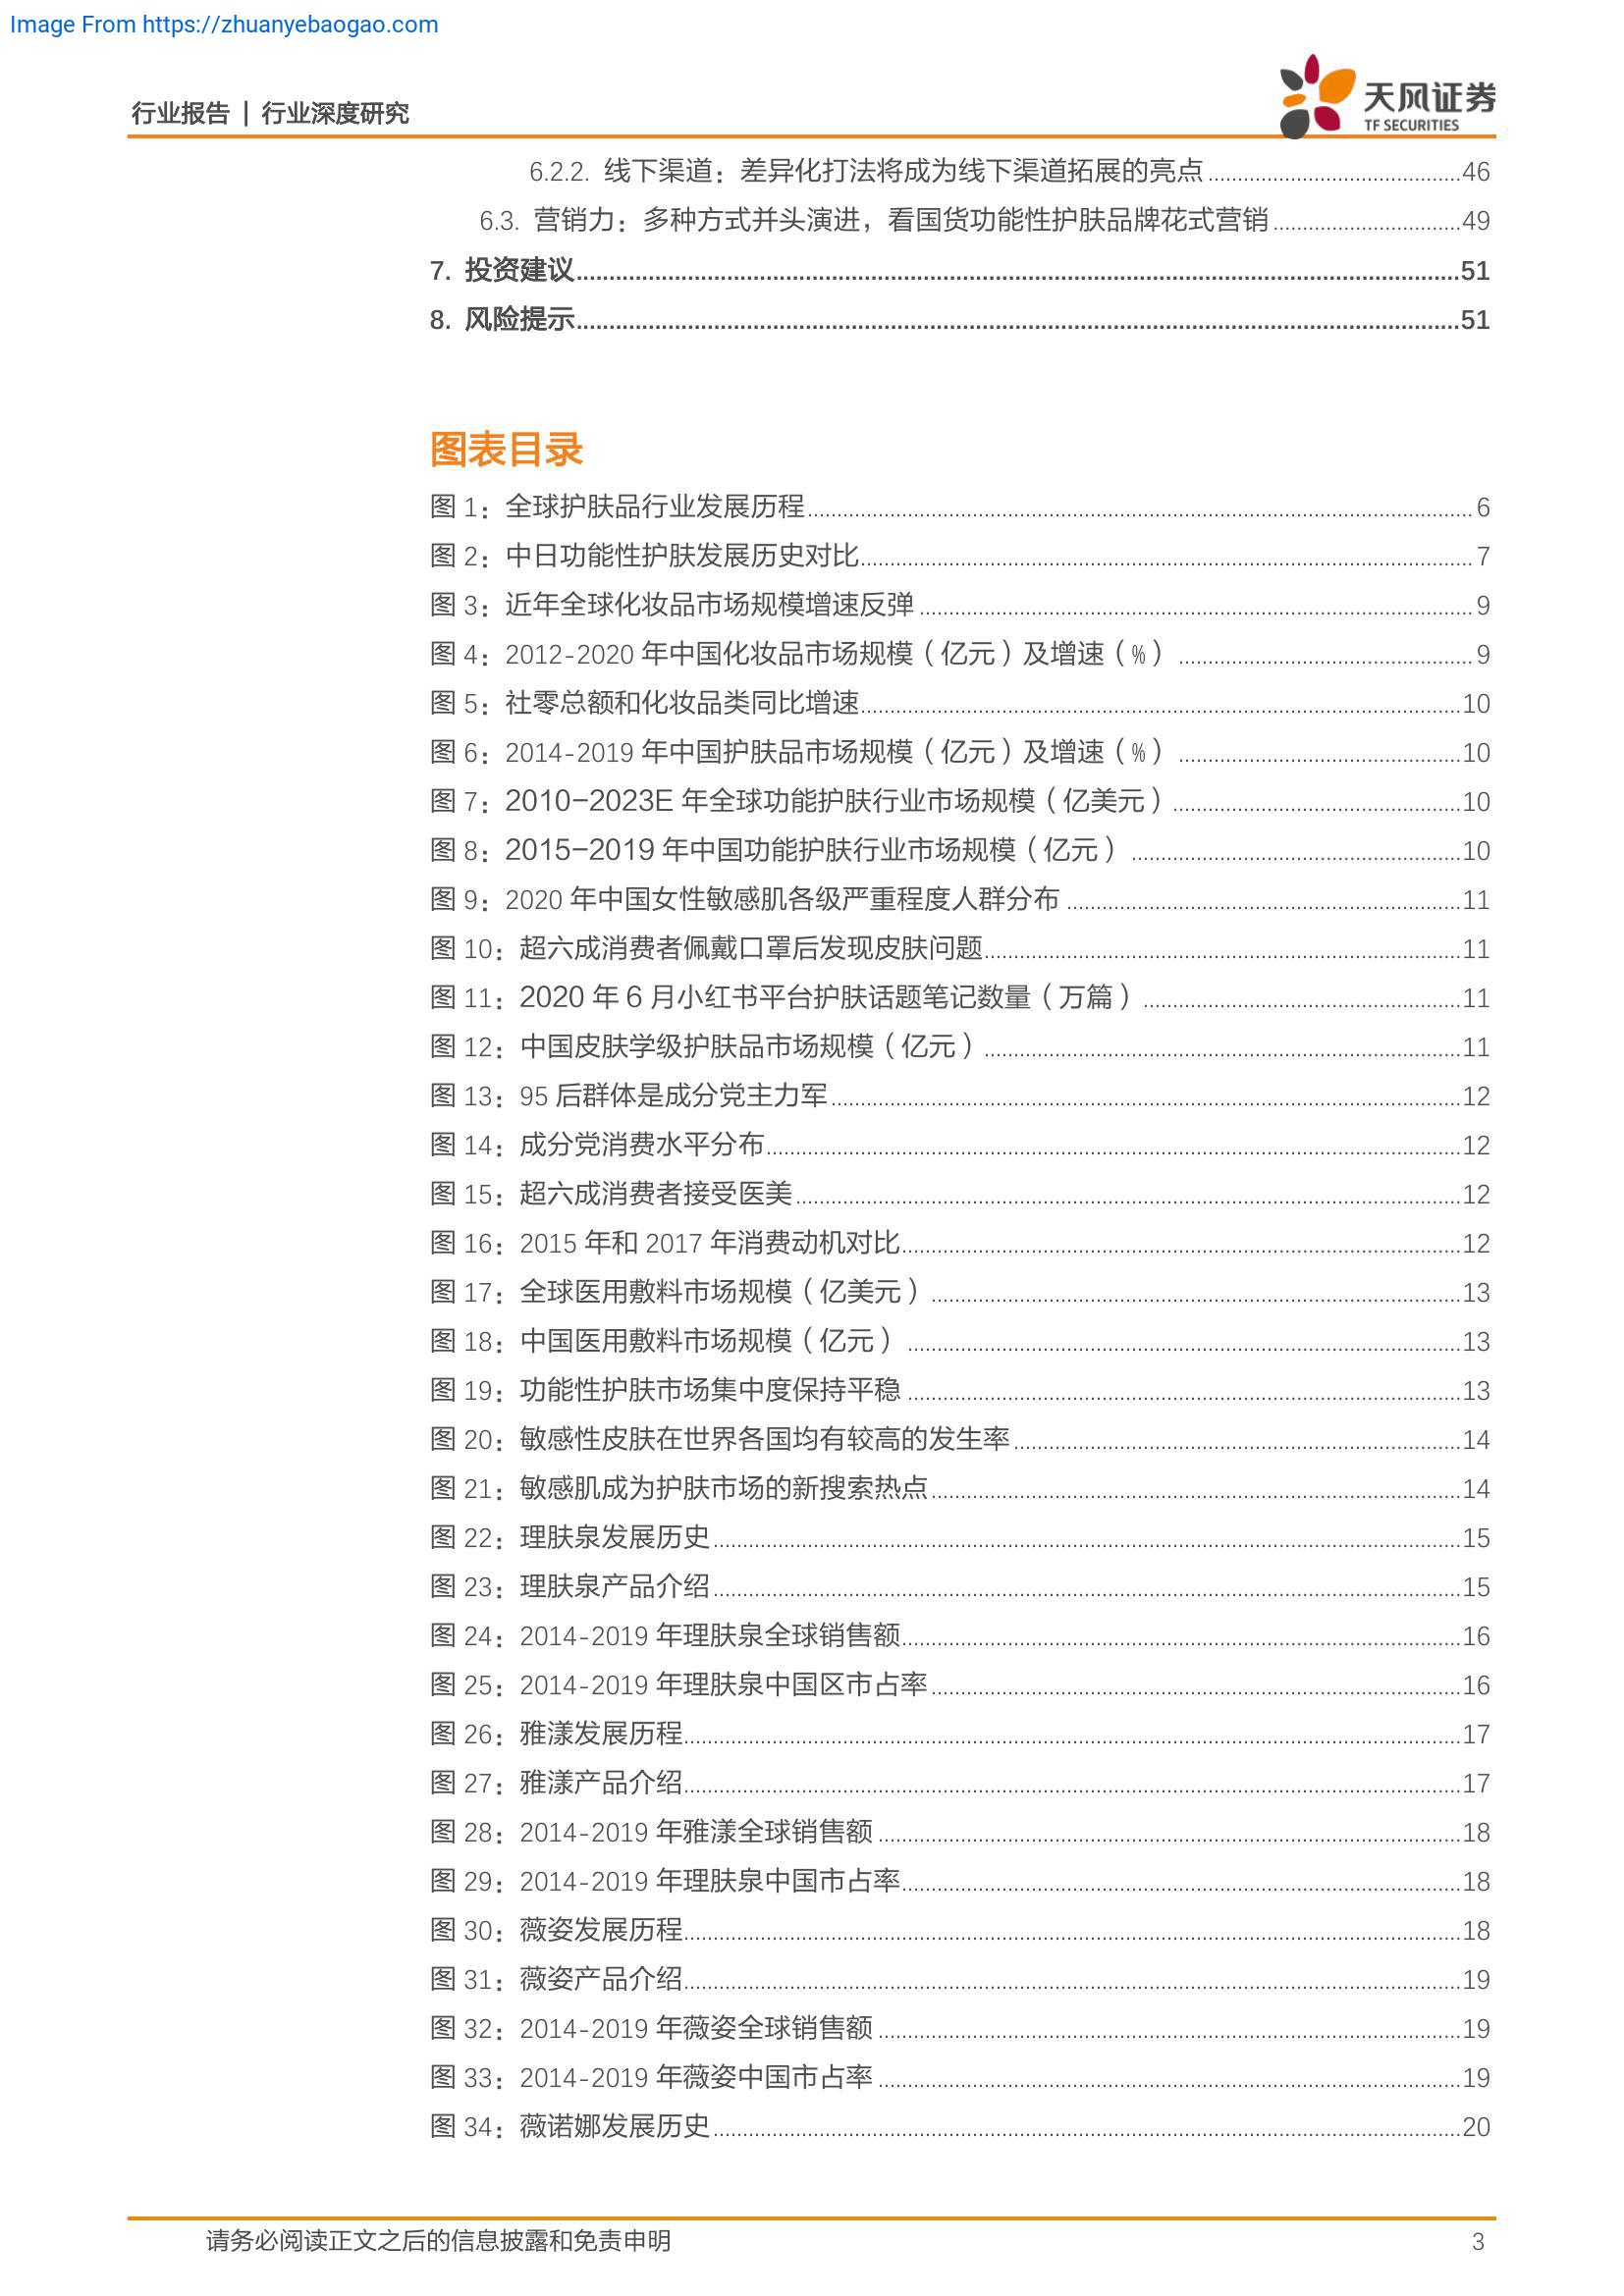 Image From https://zhuanyebaogao.com
行业报告 | 行业深度研究
天风证券
TF SECURITIES
6.2.2. 线下渠道：差异化打法将成为线下渠道拓展的亮点 46
6.3. 营销力：多种方式并头演进，看国货功能性护肤品牌花式营销 49
7. 投资建议 51
8. 风险提示 51
图表目录
图 1：全球护肤品行业发展历程 6
图 2：中日功能性护肤发展历史对比 7
图 3：近年全球化妆品市场规模增速反弹 9
图 4：2012-2020 年中国化妆品市场规模（亿元）及增速（%） 9
图 5：社零总额和化妆品类同比增速 10
图 6：2014-2019 年中国护肤品市场规模（亿元）及增速（%） 10
图 7：2010-2023E 年全球功能护肤行业市场规模（亿美元） 10
图 8：2015-2019 年中国功能护肤行业市场规模（亿元） 10
图 9：2020 年中国女性敏感肌各级严重程度人群分布 11
图 10：超六成消费者佩戴口罩后发现皮肤问题 11
图 11：2020 年 6 月小红书平台护肤话题笔记数量（万篇） 11
图 12：中国皮肤学级护肤品市场规模（亿元） 11
图 13：95 后群体是成分党主力军 12
图 14：成分党消费水平分布 12
图 15：超六成消费者接受医美 12
图 16：2015 年和 2017 年消费动机对比 12
图 17：全球医用敷料市场规模（亿美元） 13
图 18：中国医用敷料市场规模（亿元） 13
图 19：功能性护肤市场集中度保持平稳 13
图 20：敏感性皮肤在世界各国均有较高的发生率 14
图 21：敏感肌成为护肤市场的新搜索热点 14
图 22：理肤泉发展历史 15
图 23：理肤泉产品介绍 15
图 24：2014-2019 年理肤泉全球销售额 16
图 25：2014-2019 年理肤泉中国区市占率 16
图 26：雅漾发展历程 17
图 27：雅漾产品介绍 17
图 28：2014-2019 年雅漾全球销售额 18
图 29：2014-2019 年理肤泉中国市占率 18
图 30：薇姿发展历程 18
图 31：薇姿产品介绍 19
图 32：2014-2019 年薇姿全球销售额 19
图 33：2014-2019 年薇姿中国市占率 19
图 34：薇诺娜发展历史 20
请务必阅读正文之后的信息披露和免责申明 3